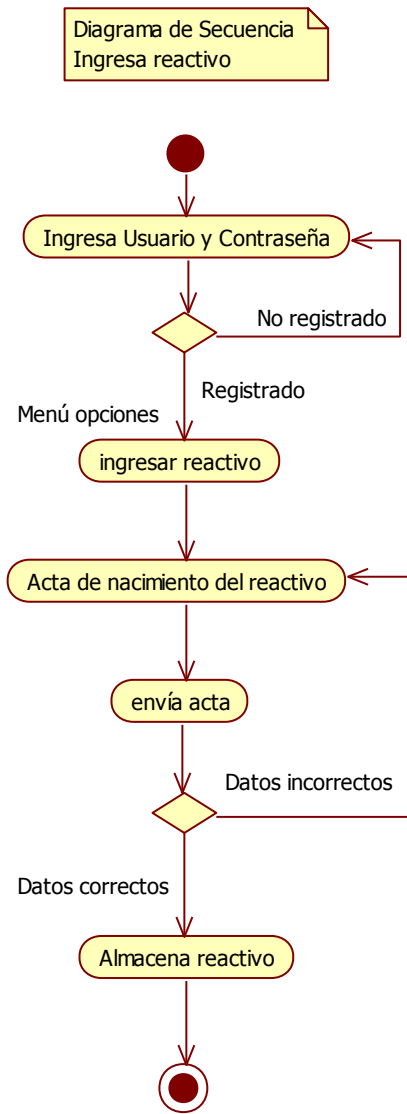 Diagrama de Secuencia
Ingresa reactivo
Ingresa Usuario y Contraseña
No registrado
Registrado
Menú opciones
ingresar reactivo
Acta de nacimiento del reactivo
envía acta
Datos incorrectos
Datos correctos
Almacena reactivo